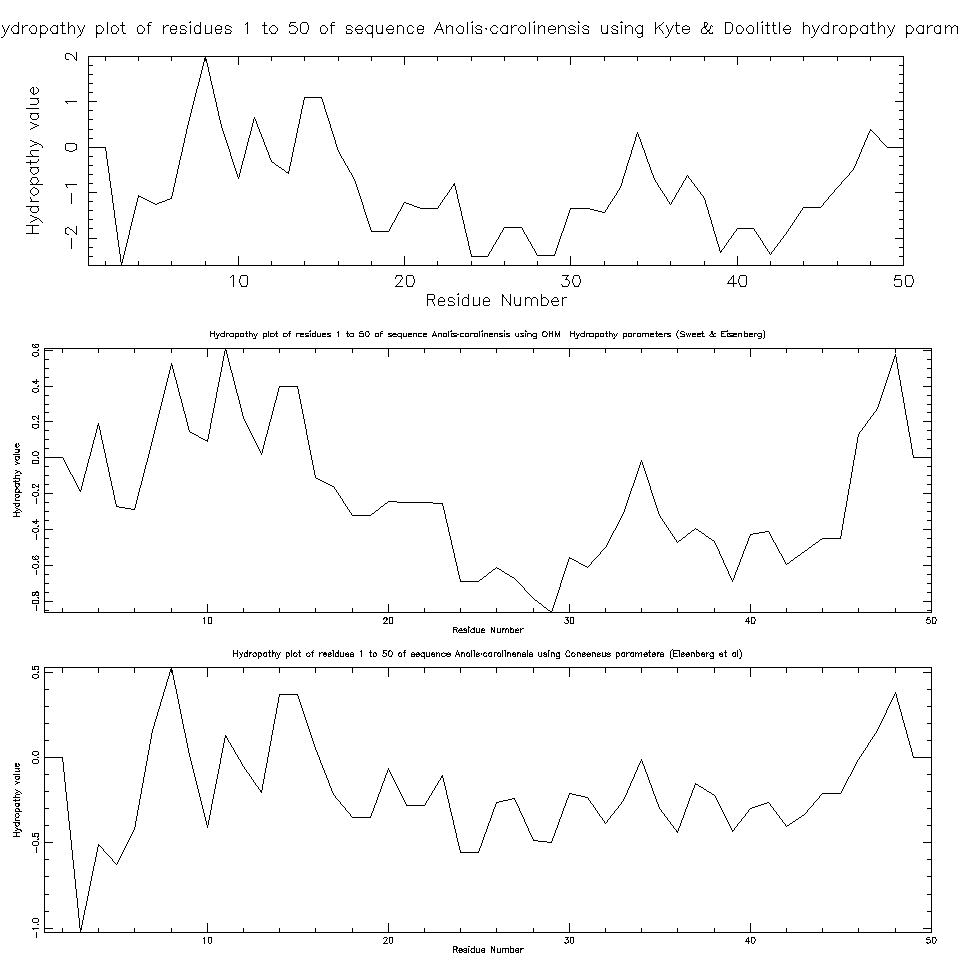 ydropathy plot of residues 1 to 50 of sequence Anolis-carolinensis using Kyte & Doolittle hydropathy param
2
1
0
−1
−2
Hydropathy value
10 20 30 40 50
Residue Number
Hydropathy plot of residues 1 to 50 of sequence Anolis-carolinensis using OHM Hydropathy parameters (Sweet & Eisenberg)
0.6
0.4
0.2
0.0
−0.2
−0.4
−0.6
−0.8
Hydropathy value
10 20 30 40 50
Residue Number
Hydropathy plot of residues 1 to 50 of sequence Anolis-carolinensis using Consensus parameters (Eisenberg et al)
0.5
0.0
−0.5
−1.0
Hydropathy value
10 20 30 40 50
Residue Number